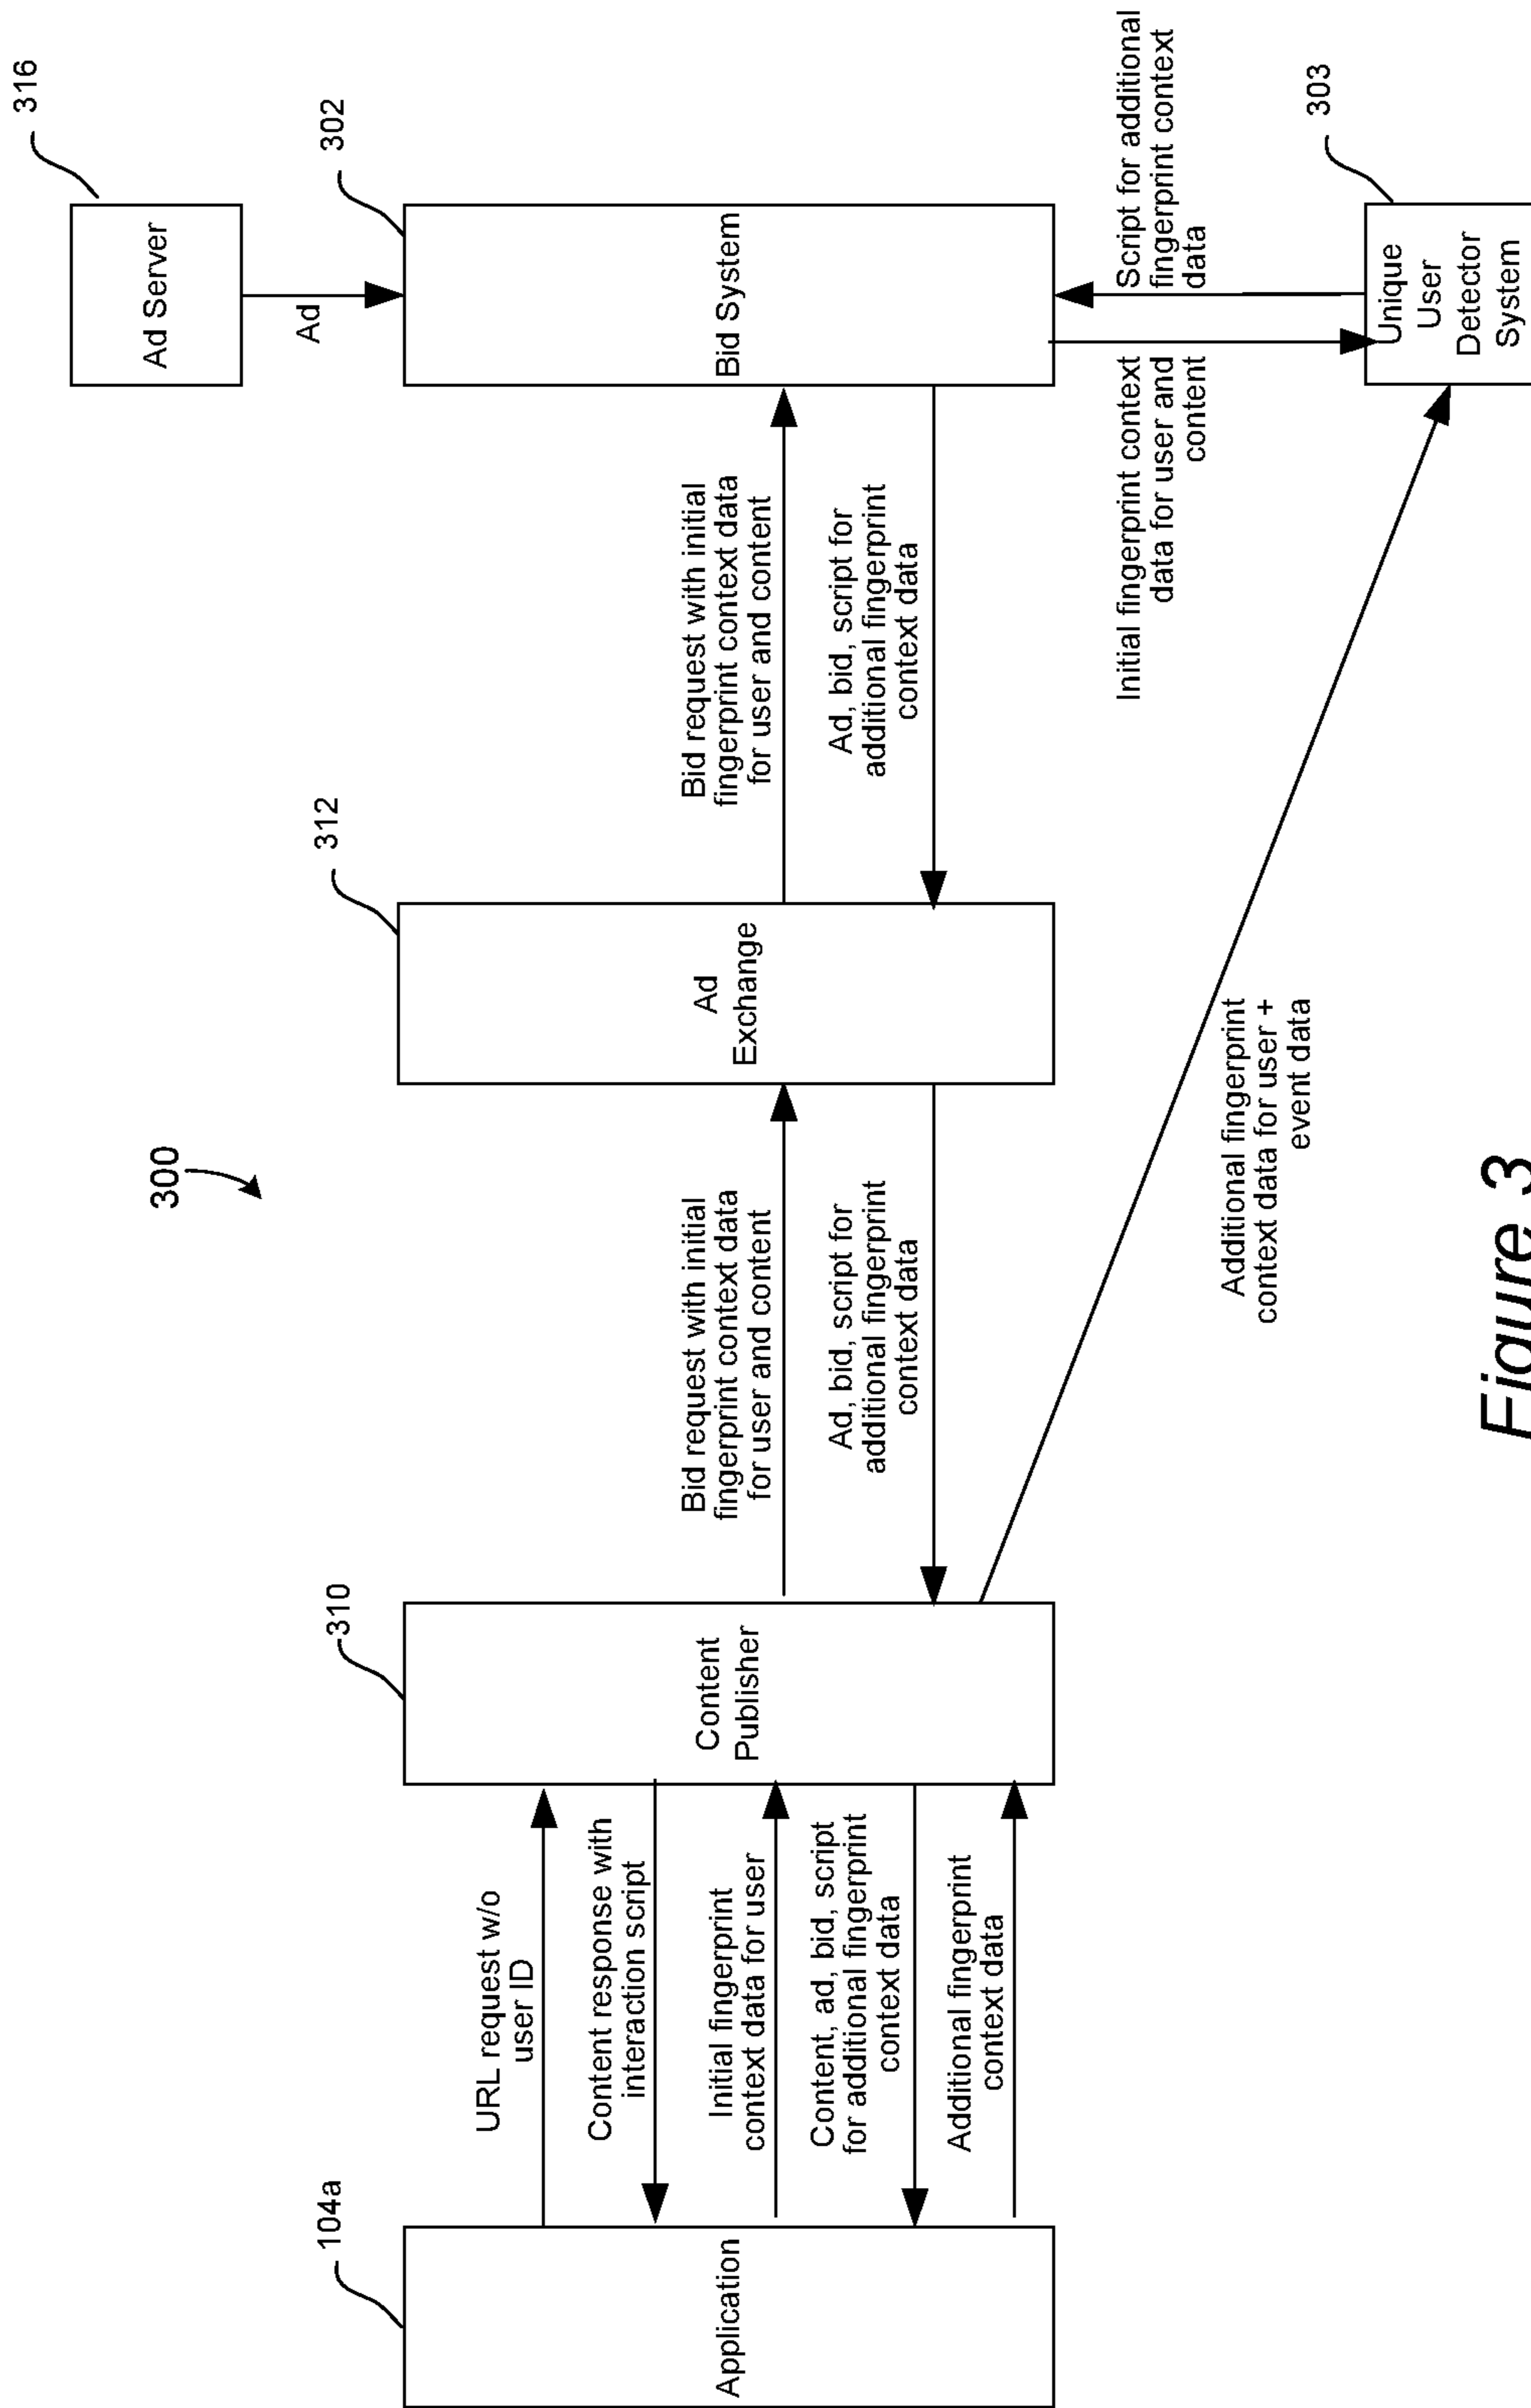 300
316
Ad Server
Ad
104a
310
312
302
Application
Content
Publisher
Ad
Exchange
Bid System
URL request w/o
user ID
Content response with
interaction script
Initial fingerprint
context data for user
Content, ad, bid, script
for additional fingerprint
context data
Additional fingerprint
context data
Bid request with initial
fingerprint context data
for user and content
Ad, bid, script for
additional fingerprint
context data
Bid request with initial
fingerprint context data
for user and content
Ad, bid, script for
additional fingerprint
context data
Initial fingerprint context
data for user and
content
Script for additional
fingerprint context
data
Additional fingerprint
context data for user +
event data
303
Unique
User
Detector
System
Figure 3